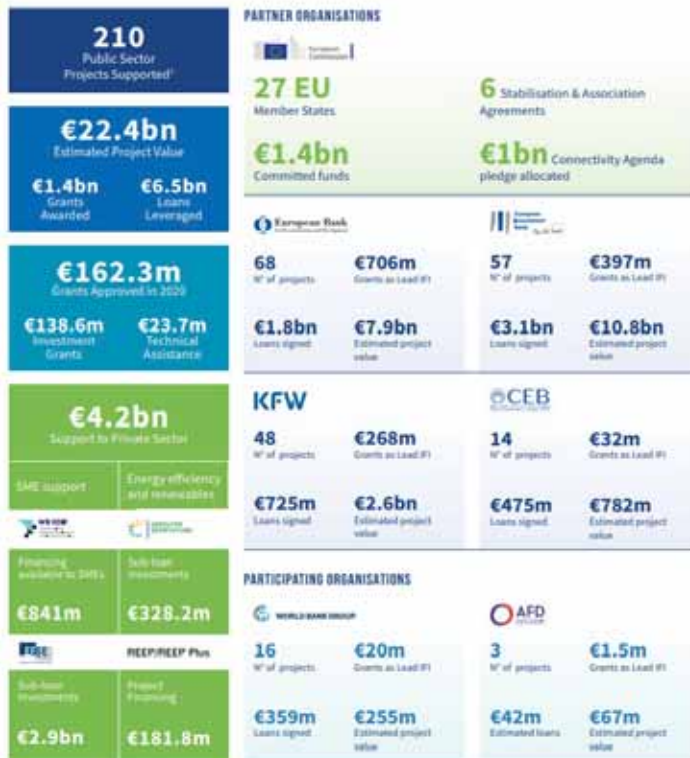 210
Public Sector
Projects Supported¹
€22.4bn
Estimated Project Value
€1.4bn
Grants
Awarded
€6.5bn
Loans
Leveraged
€162.3m
Grants Approved in 2020
€138.6m
Investment
Grants
€23.7m
Technical
Assistance
€4.2bn
Support to Private Sector
SME support
Energy efficiency
and renewables
Financing
available to SMEs
€841m
Sub-loan
investments
€328.2m
REEP/REEP Plus
Sub-loan
investments
€2.9bn
Project
Financing
€181.8m
PARTNER ORGANISATIONS
European
Commission
27 EU
Member States
6 Stabilisation & Association
Agreements
€1.4bn
Committed funds
€1bn Connectivity Agenda
pledge allocated
European Bank
68
N° of projects
€706m
Grants as Lead IFI
€1.8bn
Loans signed
€7.9bn
Estimated project
value
European
Investment
Bank
57
N° of projects
€397m
Grants as Lead IFI
€3.1bn
Loans signed
€10.8bn
Estimated project
value
KFW
48
N° of projects
€268m
Grants as Lead IFI
€725m
Loans signed
€2.6bn
Estimated project
value
CEB
14
N° of projects
€32m
Grants as Lead IFI
€475m
Loans signed
€782m
Estimated project
value
PARTICIPATING ORGANISATIONS
WORLD BANK GROUP
16
N° of projects
€20m
Grants as Lead IFI
€359m
Loans signed
€255m
Estimated project
value
AFD
3
N° of projects
€1.5m
Grants as Lead IFI
€42m
Estimated loans
€67m
Estimated project
value